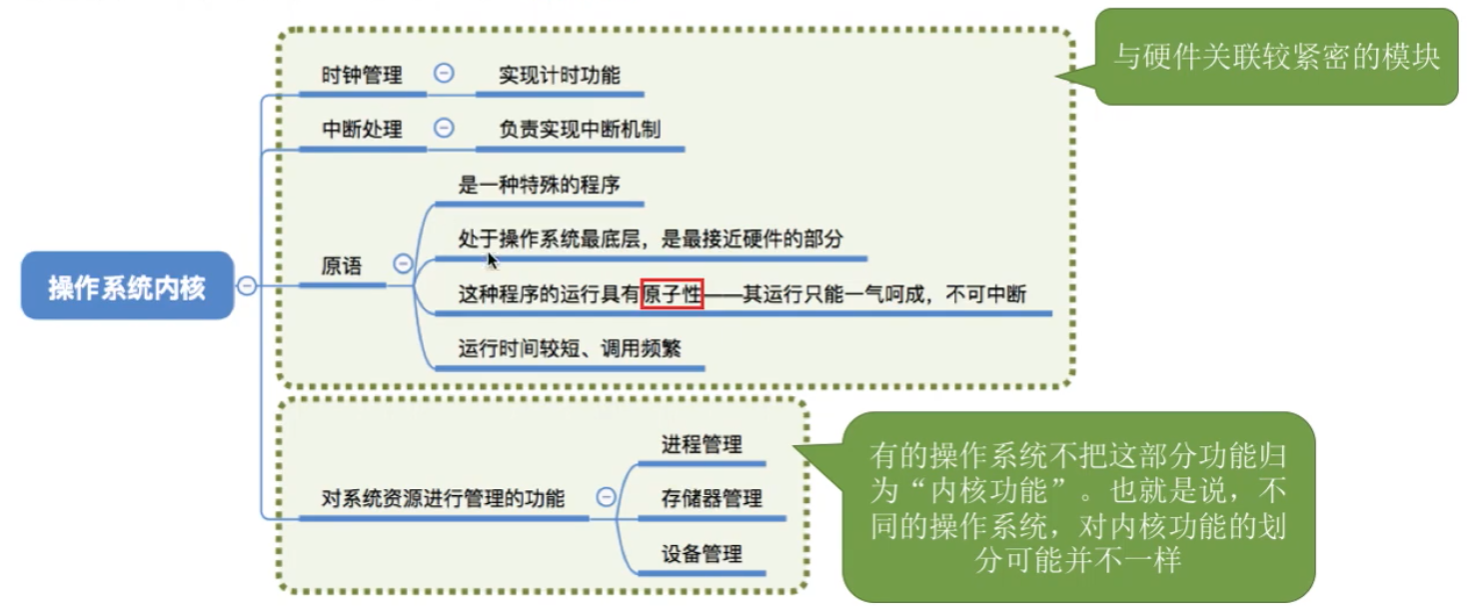 与硬件关联较紧密的模块
时钟管理
实现计时功能
中断处理
负责实现中断机制
是一种特殊的程序
处于操作系统最底层，是最接近硬件的部分
原语
操作系统内核
这种程序的运行具有原子性——其运行只能一气呵成，不可中断
运行时间较短、调用频繁
进程管理
对系统资源进行管理的功能
存储器管理
设备管理
有的操作系统不把这部分功能归
为“内核功能”。也就是说，不
同的操作系统，对内核功能的划
分可能并不一样